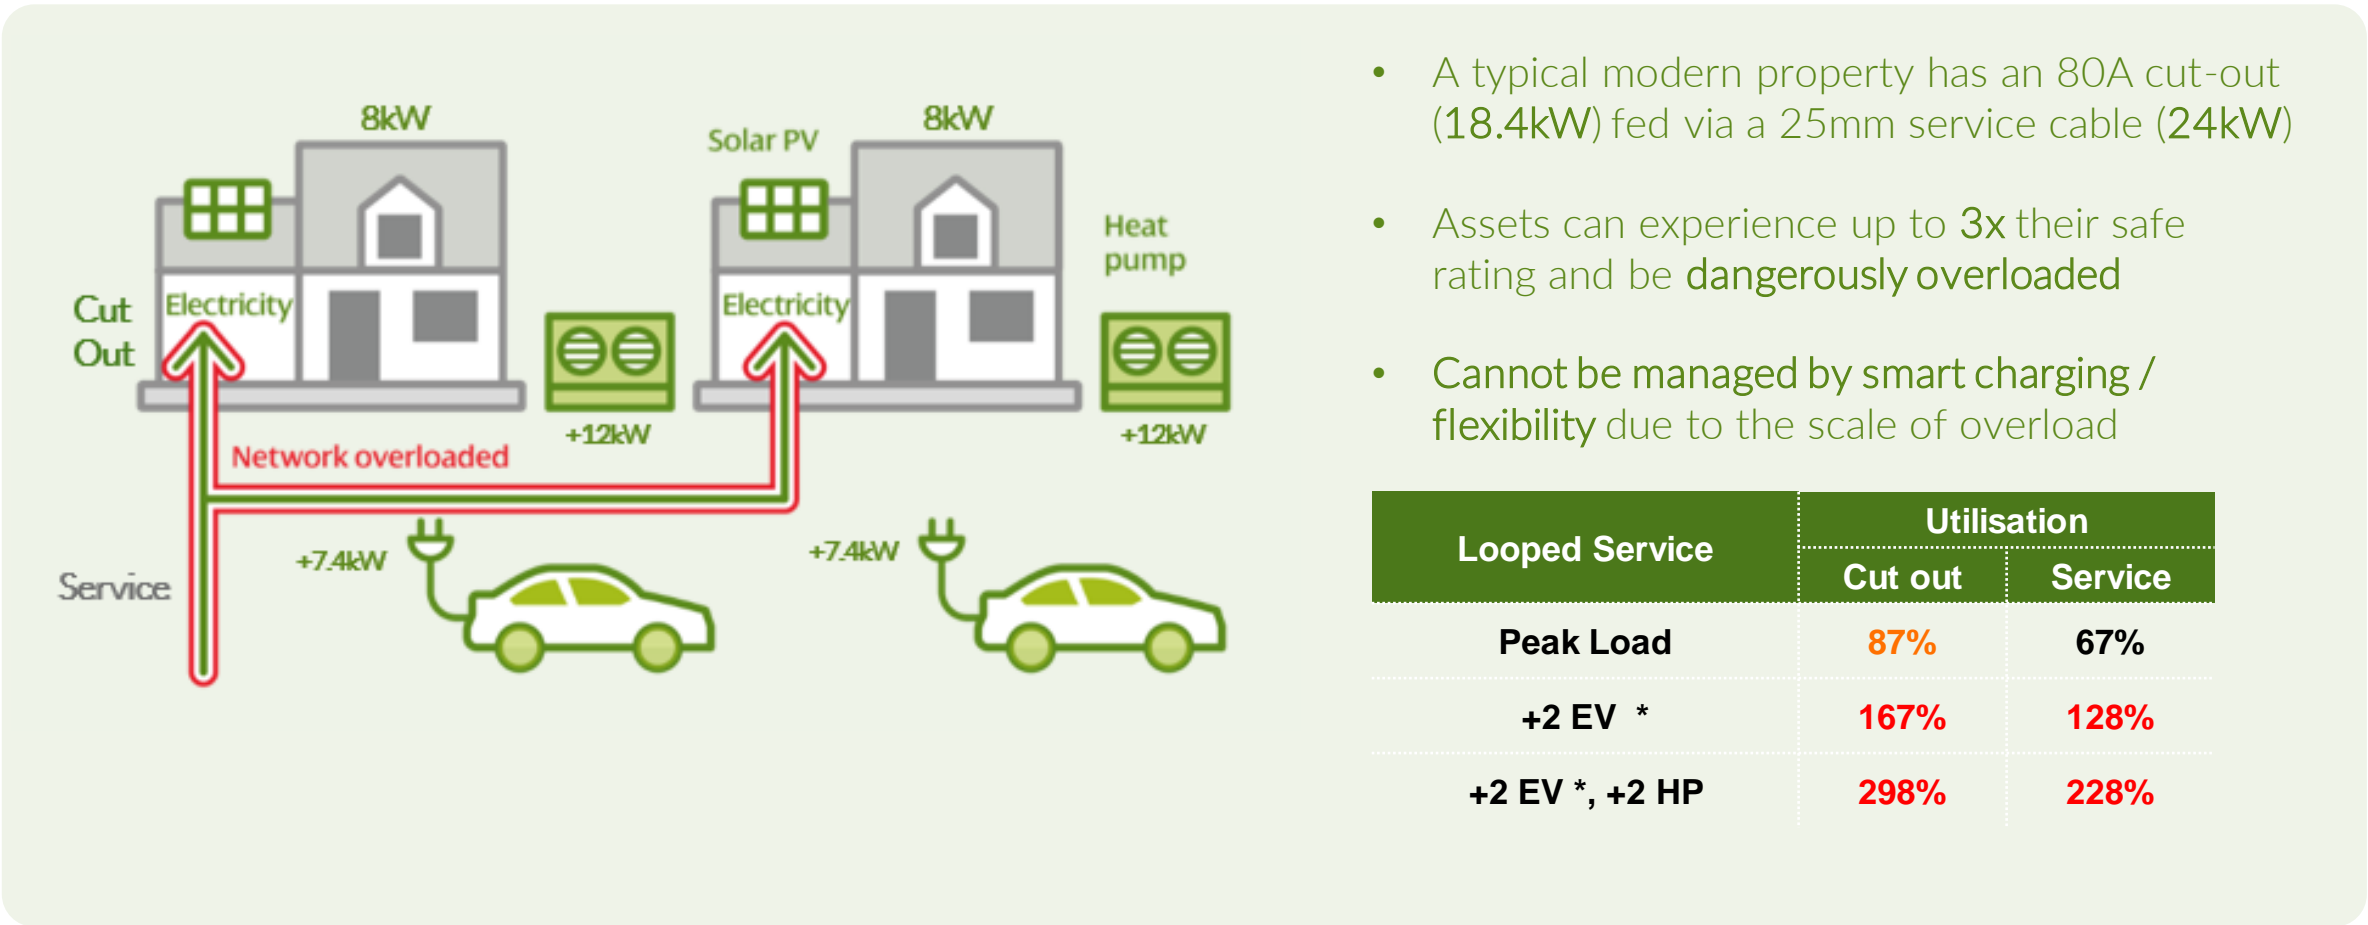 8kW
8kW
Solar PV
Heat
pump
Cut
Out
Electricity
Electricity
+12kW
+12kW
Network overloaded
+7.4kW
+7.4kW
Service
• A typical modern property has an 80A cut-out
(18.4kW) fed via a 25mm service cable (24kW)
• Assets can experience up to 3x their safe
rating and be dangerously overloaded
• Cannot be managed by smart charging /
flexibility due to the scale of overload
Looped Service
Utilisation
Cut out
Service
Peak Load 87% 67%
+2 EV * 167% 128%
+2 EV *, +2 HP 298% 228%